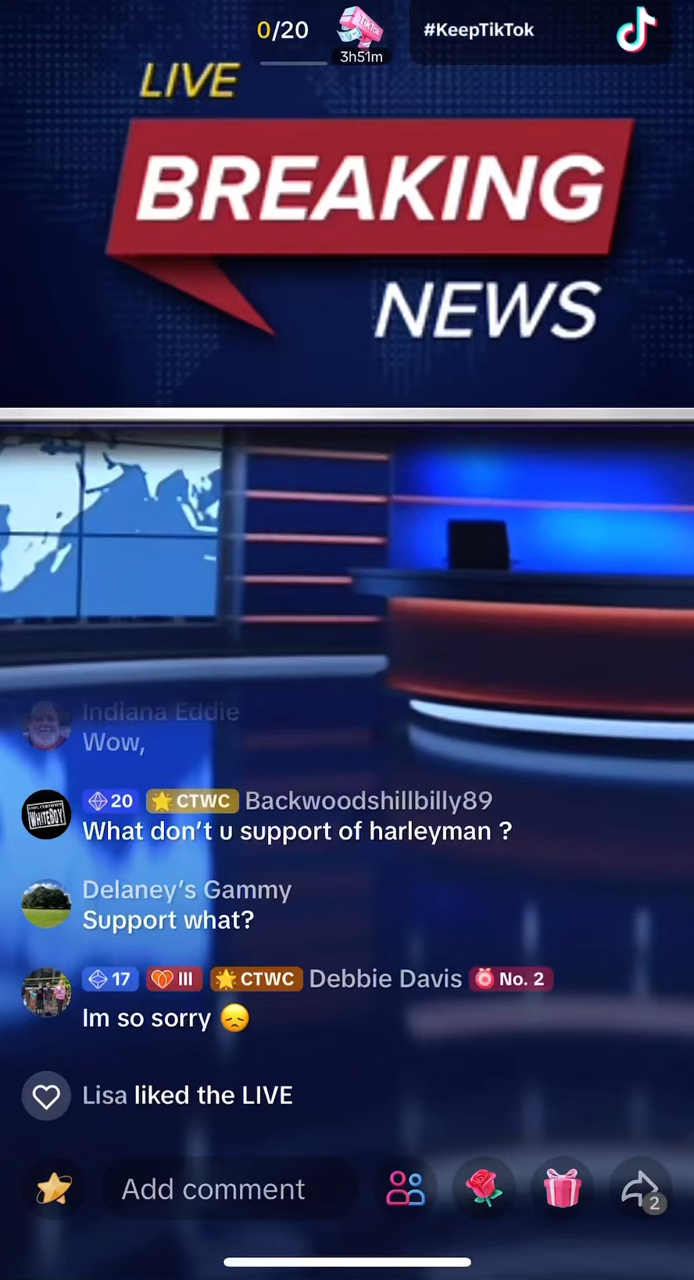 0/20
TikTok
3h51m
#KeepTikTok
LIVE
BREAKING
NEWS
Indiana Eddie
Wow,
WHITEBOY
20 CTWC Backwoodshillbilly89
What don't u support of harleyman ?
Delaney's Gammy
Support what?
17 III CTWC Debbie Davis No. 2
Im so sorry 😞
Lisa liked the LIVE
Add comment
2